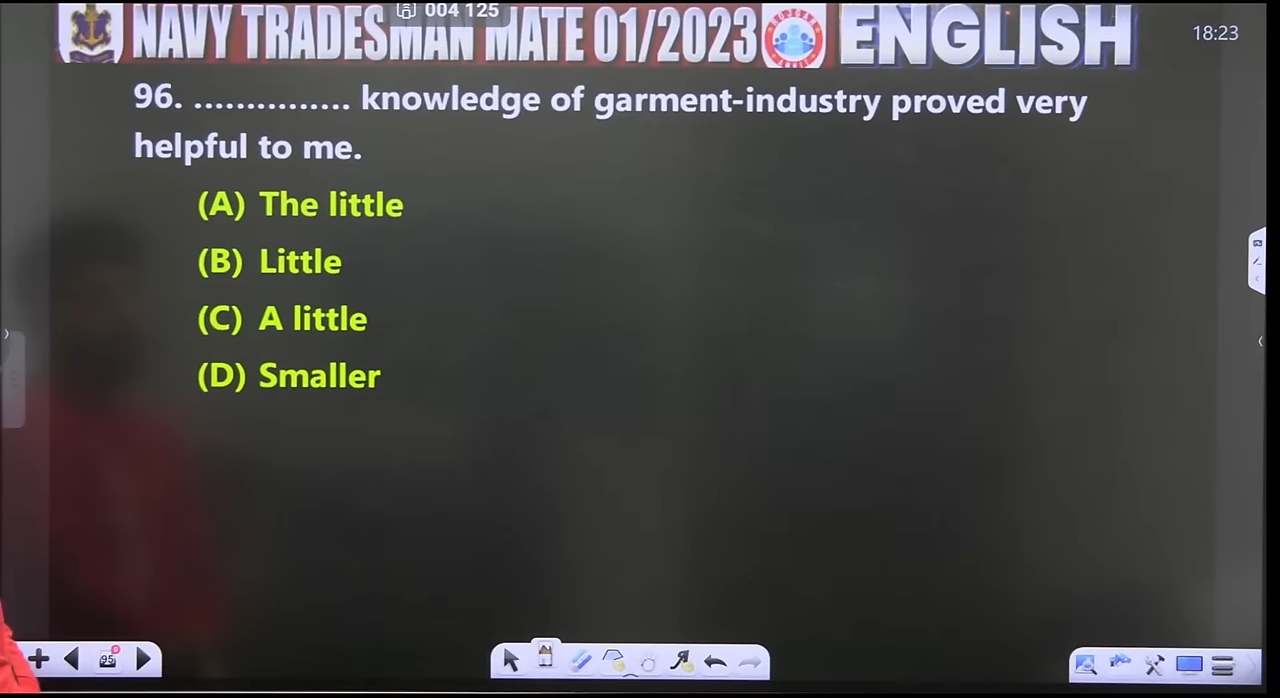 004 125
NAVY TRADESMAN MATE 01/2023 ENGLISH
18:23
96. ............... knowledge of garment-industry proved very
helpful to me.
(A) The little
(B) Little
(C) A little
(D) Smaller
95